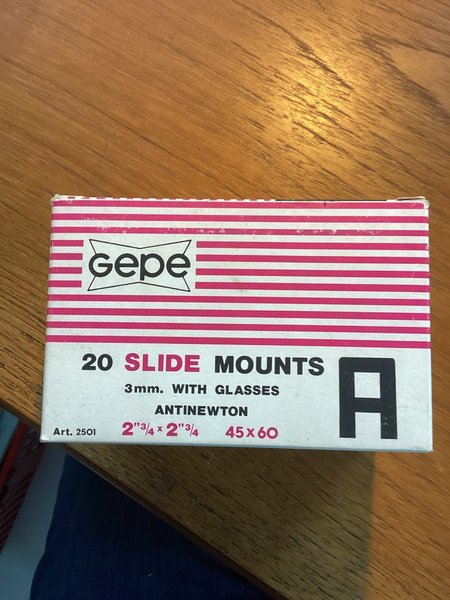 Gepe
20 SLIDE MOUNTS
3mm. WITH GLASSES
ANTINEWTON
Art. 2501 2"3/4 x 2"3/4 45x60
A